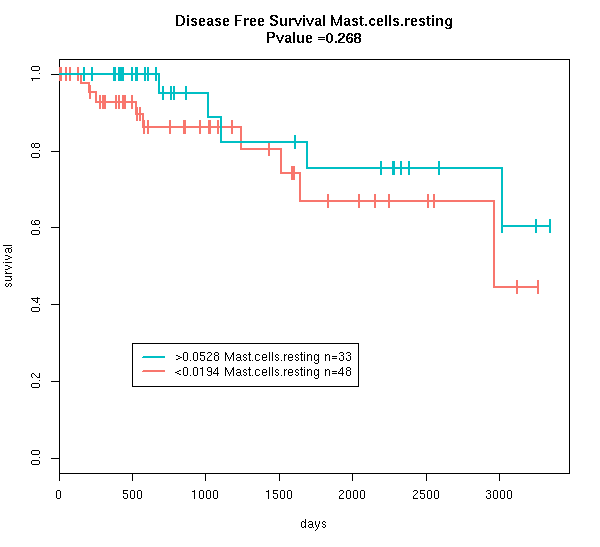 Disease Free Survival Mast.cells.resting
Pvalue =0.268
survival
1.0
0.8
0.6
0.4
0.2
0.0
>0.0528 Mast.cells.resting n=33
<0.0194 Mast.cells.resting n=48
0 500 1000 1500 2000 2500 3000
days